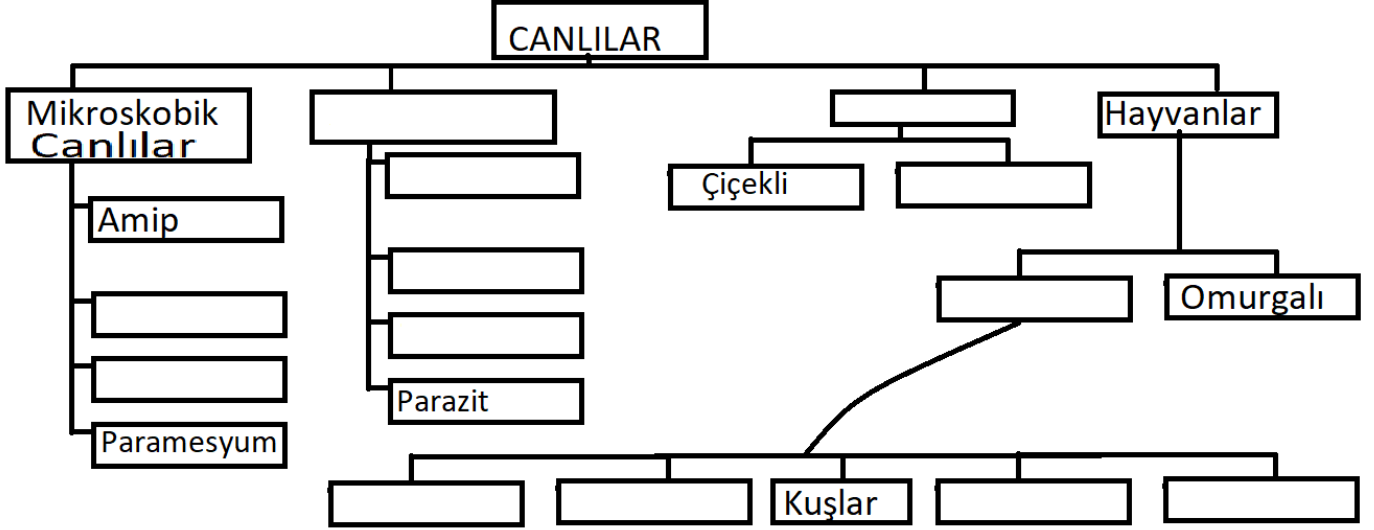 CANLILAR
Mikroskobik
Canlılar
Hayvanlar
Çiçekli
Amip
Omurgalı
Parazit
Paramesyum
Kuşlar